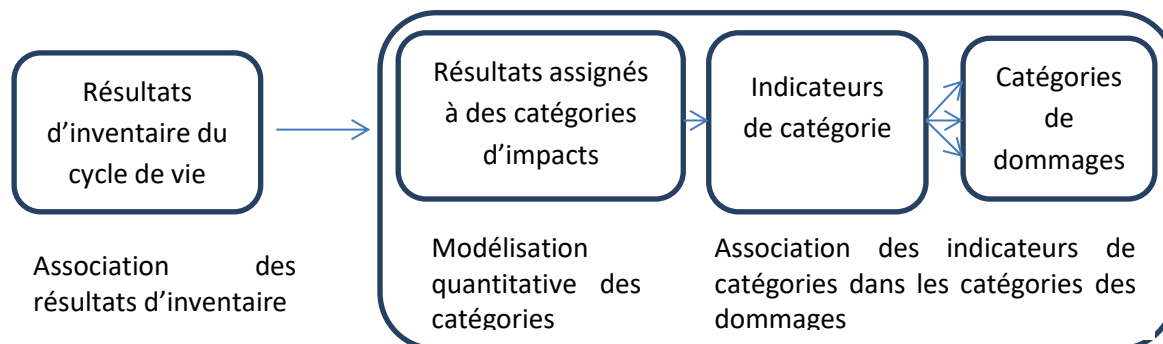 Résultats
d’inventaire du
cycle de vie
Résultats assignés
à des catégories
d’impacts
Indicateurs
de catégorie
Catégories
de
dommages
Association des
résultats d’inventaire
Modélisation
quantitative des
catégories
Association des indicateurs de
catégories dans les catégories des
dommages